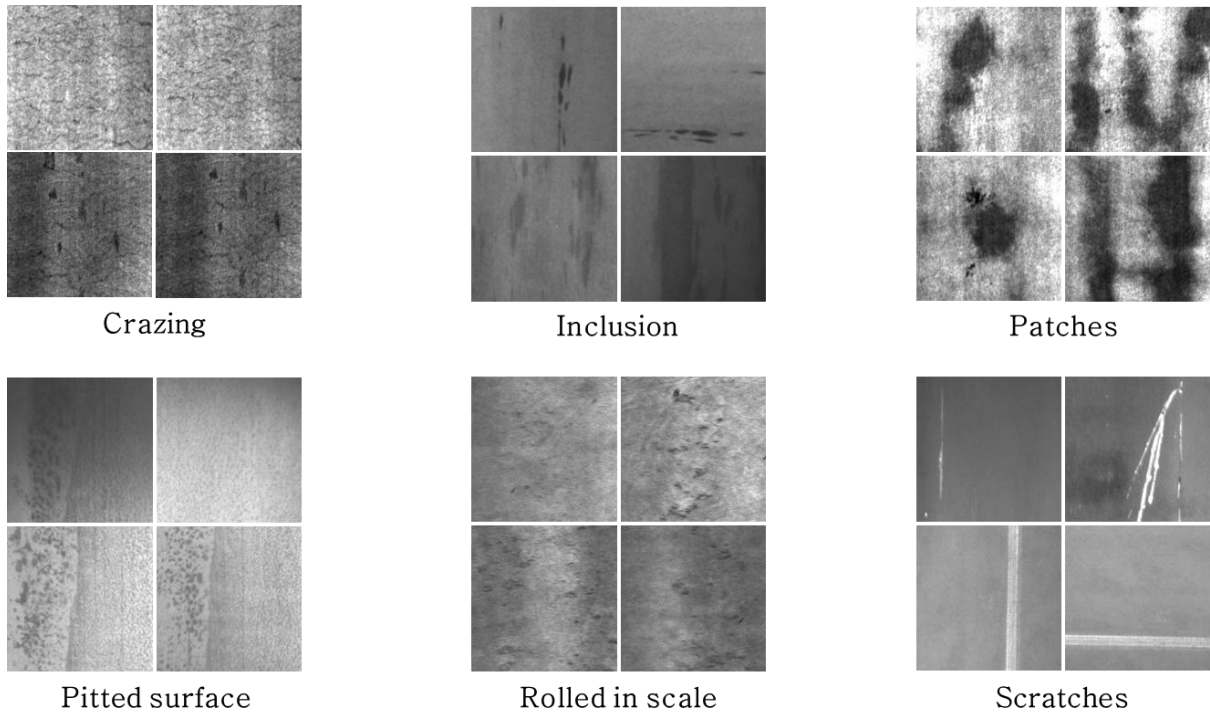 Crazing
Inclusion
Patches
Pitted surface
Rolled in scale
Scratches